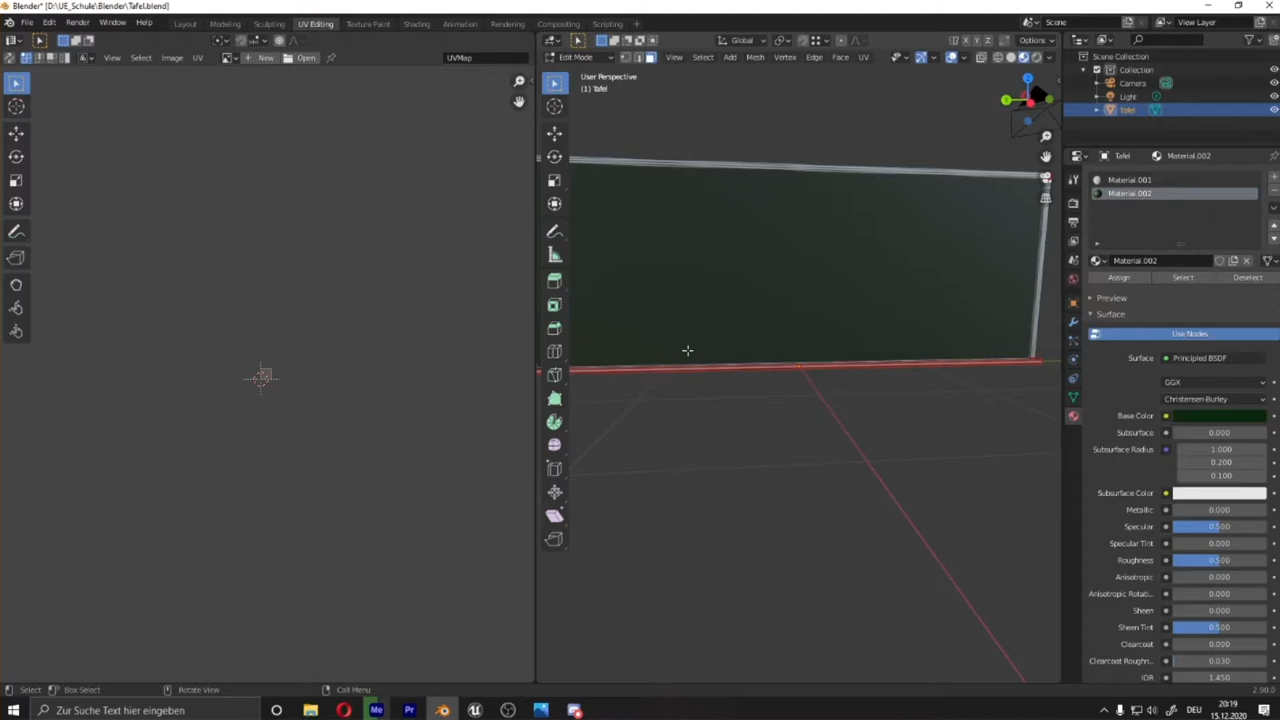 Blender* [D:\UE_Schule\Blender\Tafel.blend]
File Edit Render Window Help Layout Modeling Sculpting UV Editing Texture Paint Shading Animation Rendering Compositing Scripting + Scene View Layer
View Select Image UV New Open UVMap
Global Options
Edit Mode View Select Add Mesh Vertex Edge Face UV
User Perspective
(1) Tafel
Scene Collection
Collection
Camera
Light
Tafel
Tafel Material.002
Material.001
Material.002
Material.002
Assign Select Deselect
Preview
Surface
Use Nodes
Surface Principled BSDF
GGX
Christensen-Burley
Base Color
Subsurface 0.000
Subsurface Radius 1.000
0.200
0.100
Subsurface Color
Metallic 0.000
Specular 0.500
Specular Tint 0.000
Roughness 0.500
Anisotropic 0.000
Anisotropic Rotati... 0.000
Sheen 0.000
Sheen Tint 0.500
Clearcoat 0.000
Clearcoat Roughn... 0.030
IOR 1.450
Select Box Select Rotate View Call Menu 2.90.0
Zur Suche Text hier eingeben Me Pr DEU 20:19
15.12.2020